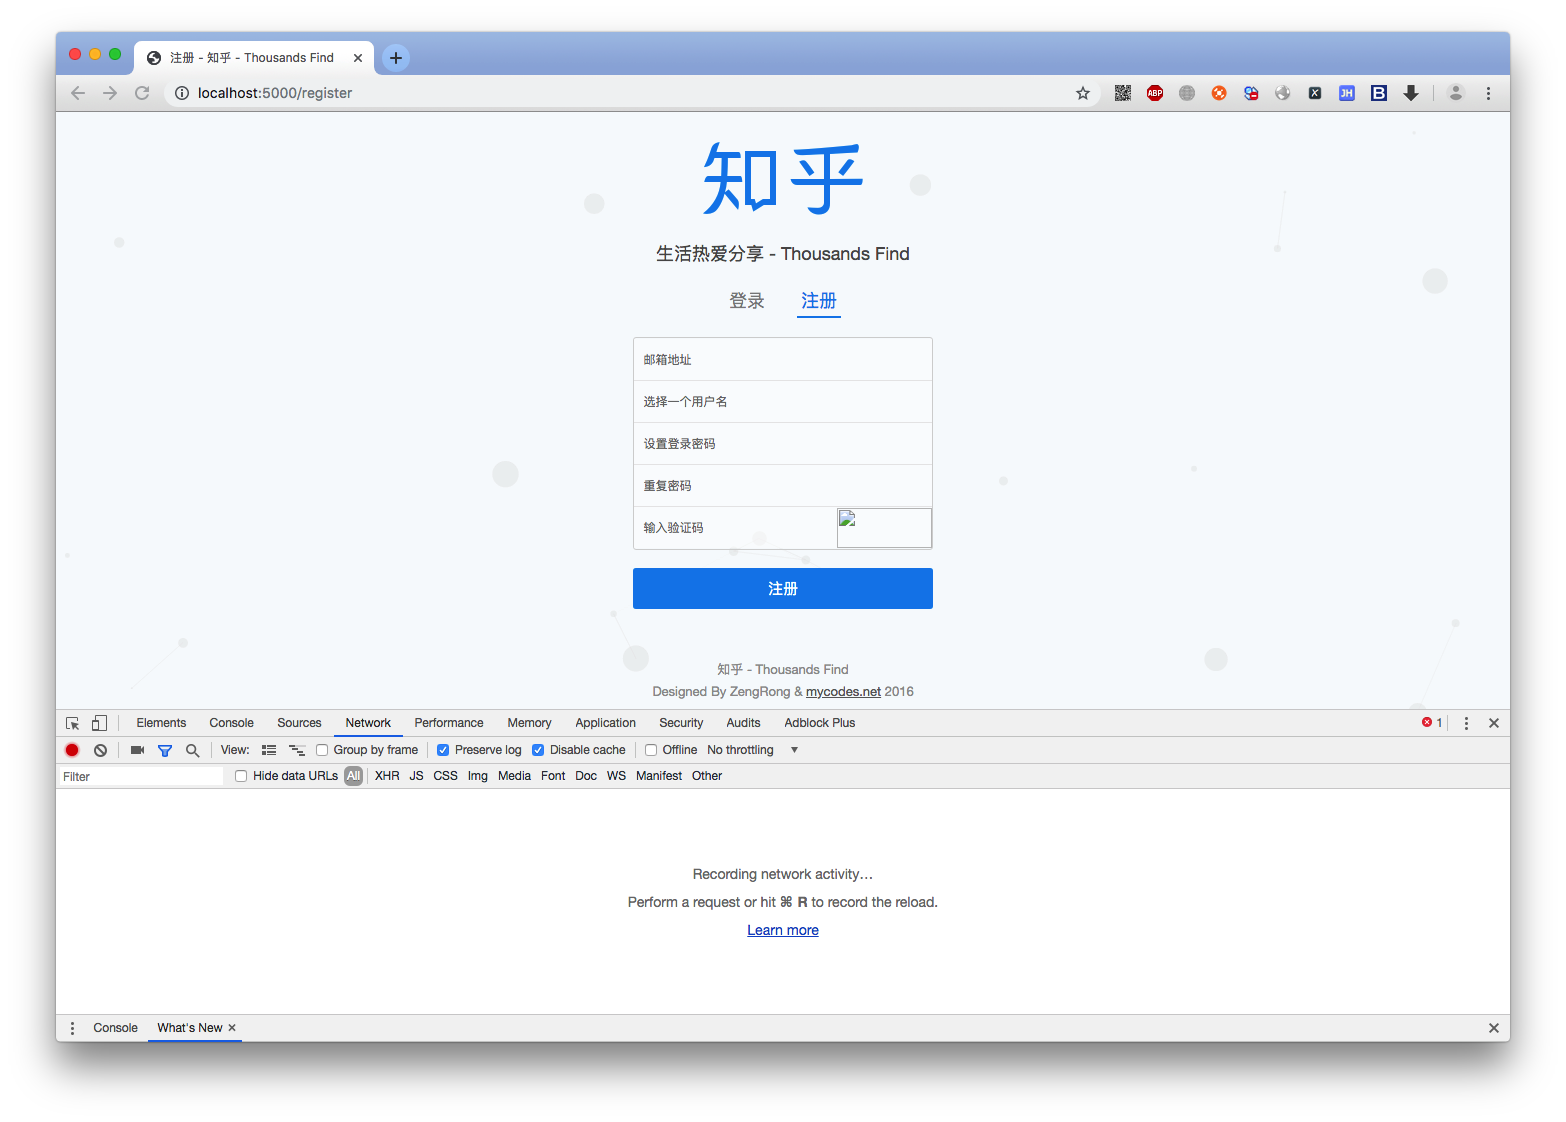 注册 - 知乎 - Thousands Find
localhost:5000/register
ABP
JH
B
知乎
生活热爱分享 - Thousands Find
登录 注册
邮箱地址
选择一个用户名
设置登录密码
重复密码
输入验证码
注册
知乎 - Thousands Find
Designed By ZengRong & mycodes.net 2016
Elements Console Sources Network Performance Memory Application Security Audits Adblock Plus 1
View: Group by frame Preserve log Disable cache Offline No throttling
Filter Hide data URLs All XHR JS CSS Img Media Font Doc WS Manifest Other
Recording network activity…
Perform a request or hit ⌘ R to record the reload.
Learn more
Console What's New